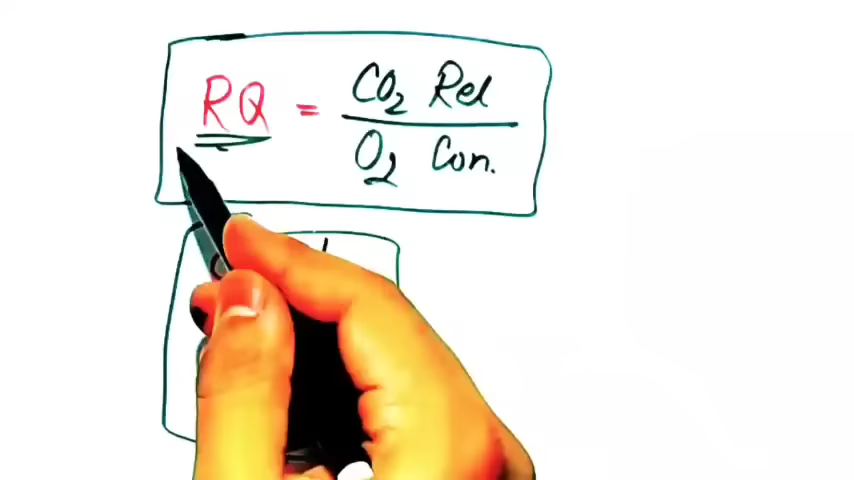 RQ = CO₂ Rel
O₂ Con.